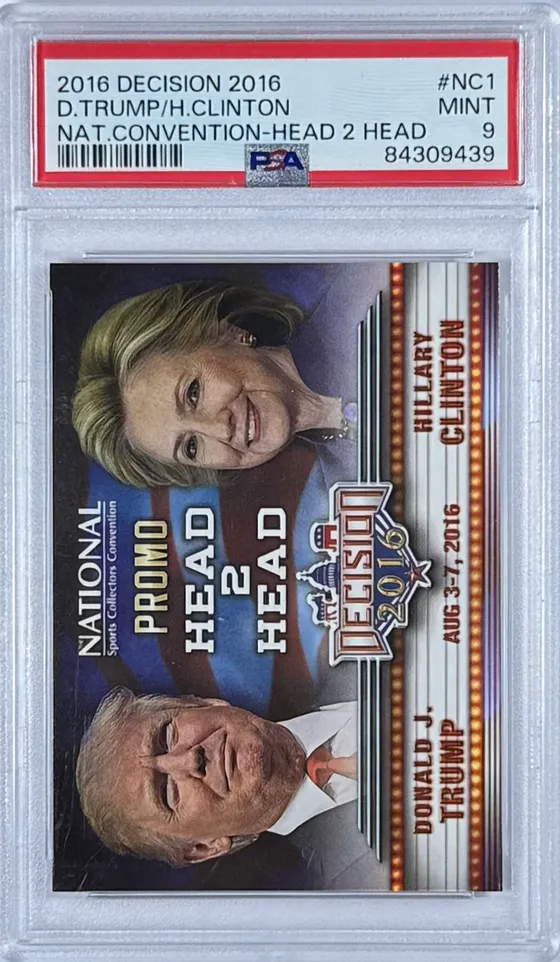 2016 DECISION 2016 #NC1
D.TRUMP/H.CLINTON MINT
NAT.CONVENTION-HEAD 2 HEAD 9
PSA 84309439
THE NATIONAL
Sports Collectors Convention
PROMO
HEAD
2
HEAD
DECISION
2016
DONALD J.
TRUMP
AUG 3-7, 2016
HILLARY
CLINTON